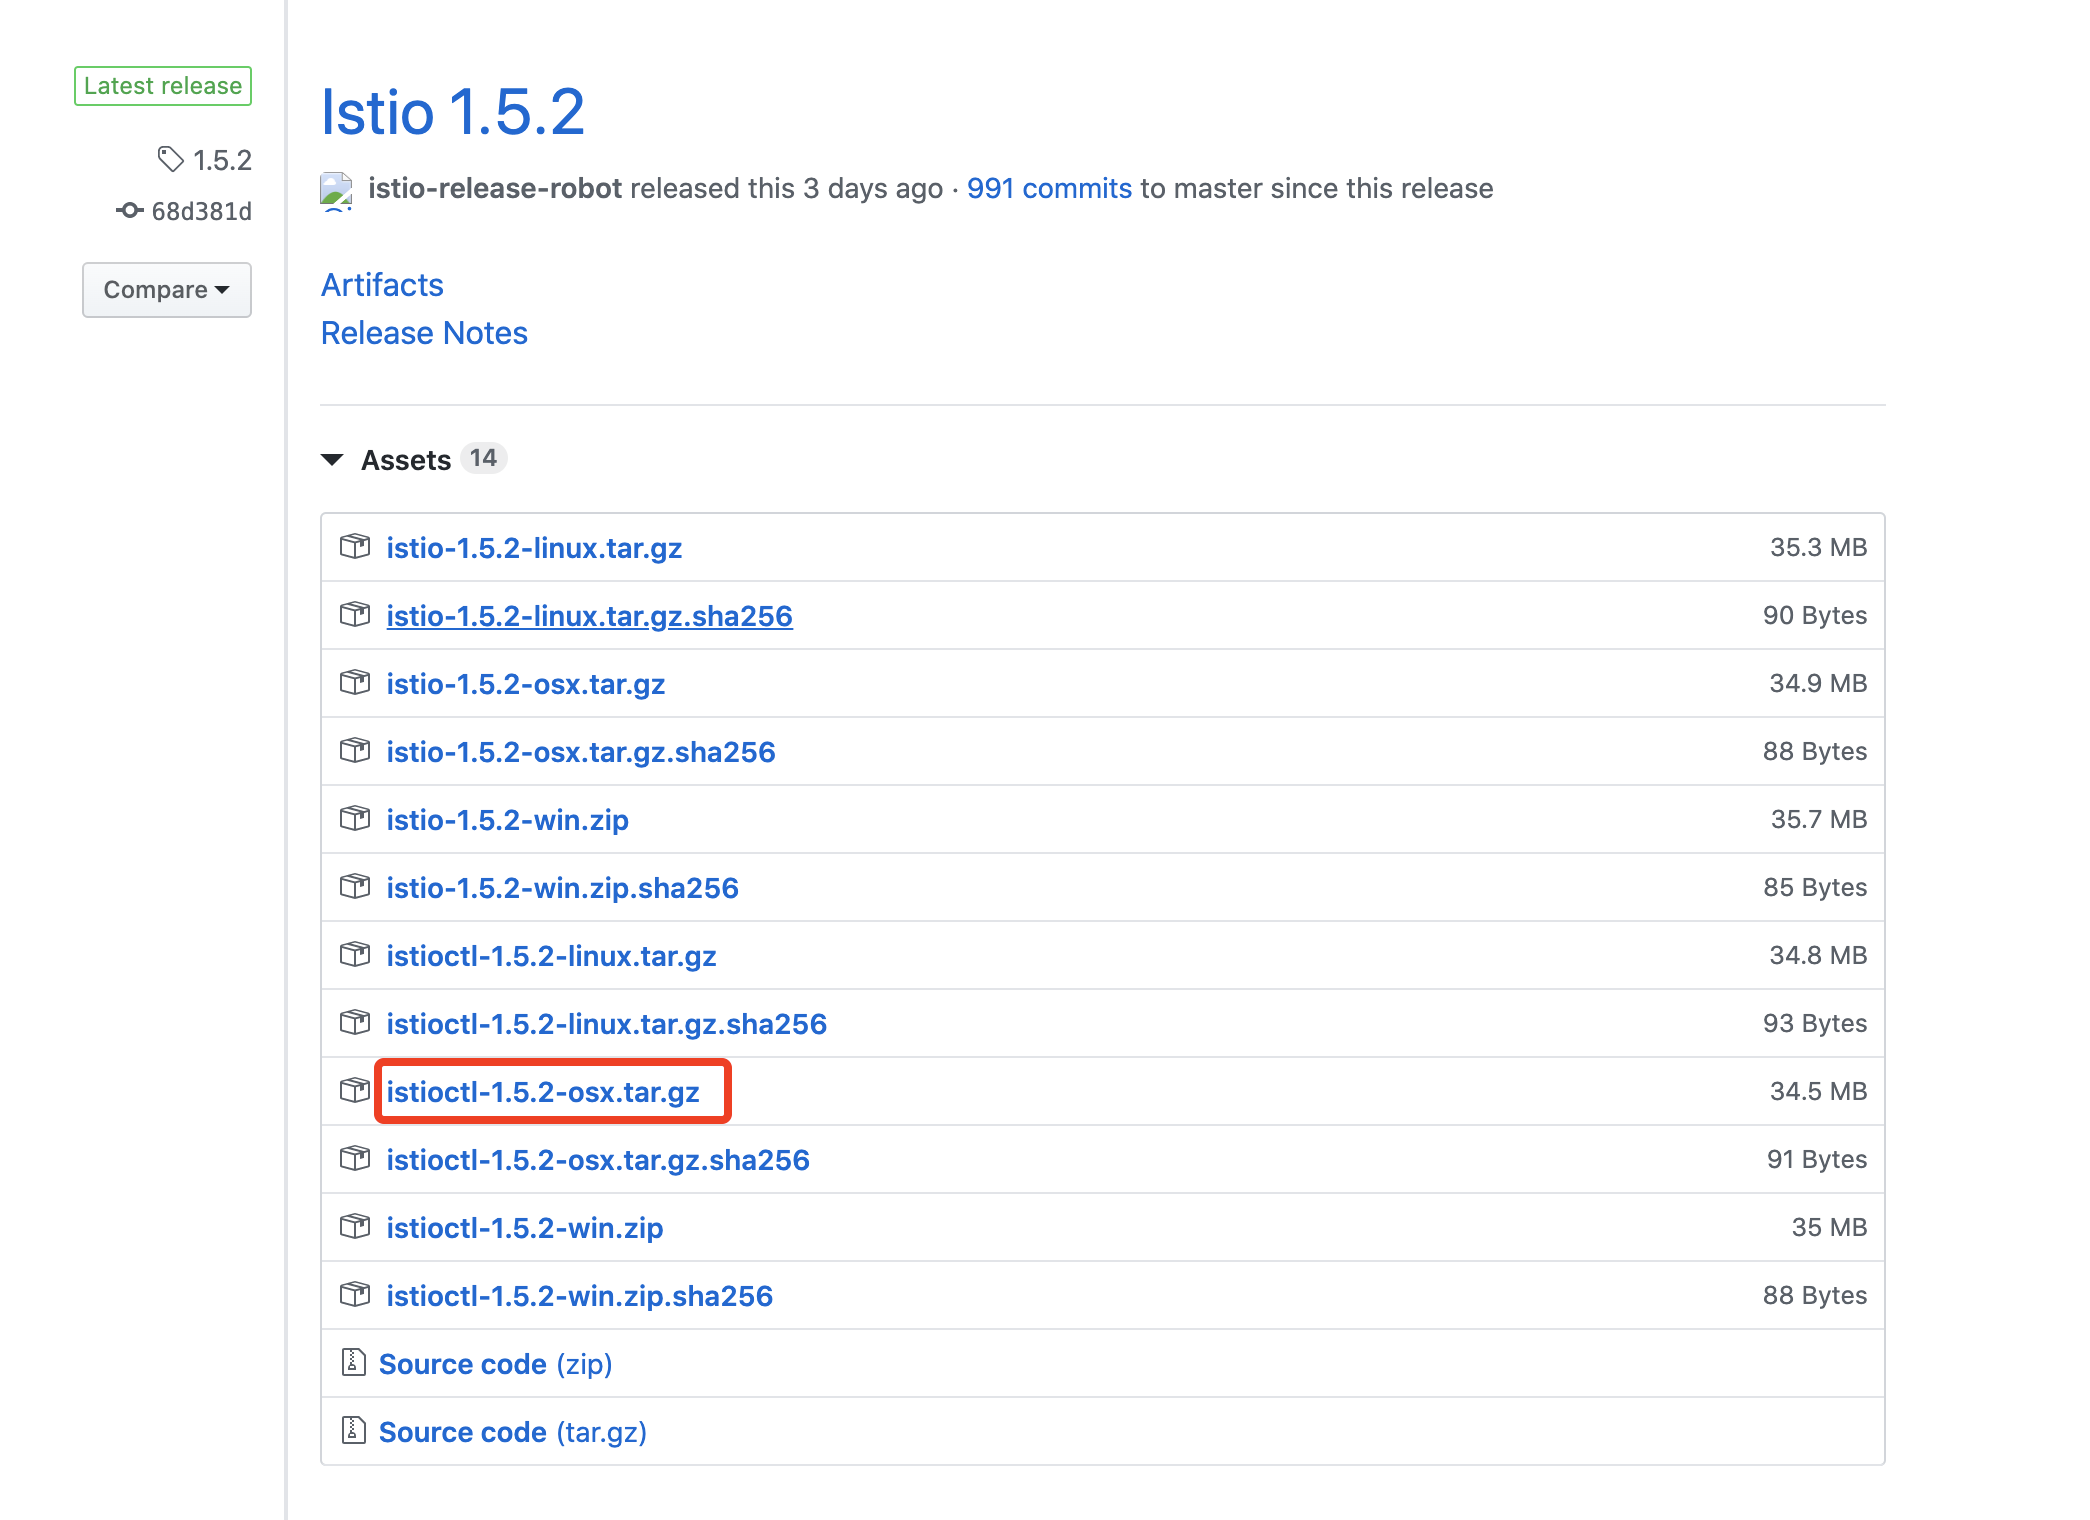 Latest release
1.5.2
68d381d
Compare
Istio 1.5.2
istio-release-robot released this 3 days ago · 991 commits to master since this release
Artifacts
Release Notes
Assets 14
istio-1.5.2-linux.tar.gz 35.3 MB
istio-1.5.2-linux.tar.gz.sha256 90 Bytes
istio-1.5.2-osx.tar.gz 34.9 MB
istio-1.5.2-osx.tar.gz.sha256 88 Bytes
istio-1.5.2-win.zip 35.7 MB
istio-1.5.2-win.zip.sha256 85 Bytes
istioctl-1.5.2-linux.tar.gz 34.8 MB
istioctl-1.5.2-linux.tar.gz.sha256 93 Bytes
istioctl-1.5.2-osx.tar.gz 34.5 MB
istioctl-1.5.2-osx.tar.gz.sha256 91 Bytes
istioctl-1.5.2-win.zip 35 MB
istioctl-1.5.2-win.zip.sha256 88 Bytes
Source code (zip)
Source code (tar.gz)